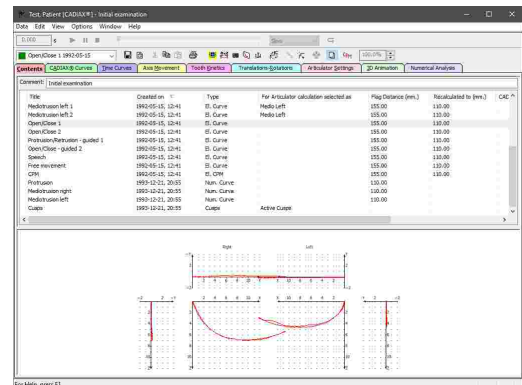 Test, Patient [CADIAX®] - Initial examination
Data Edit View Options Window Help
0.000
Open/Close 1 1992-05-15
100.0%
Contents CADIAX® Curves Time Curves Axis Movement Tooth Kinetics Translations-Rotations Articulator Settings 3D Animation Numerical Analysis
Comment: Initial examination
Title Created on Type For Articulator calculation selected as Flag Distance (mm.) Recalculated to (mm.) CAD
Mediotrusion left 1 1992-05-15, 12:41 El. Curve Medio Left 155.00 110.00
Mediotrusion left 2 1992-05-15, 12:41 El. Curve Medio Left 155.00 110.00
Open/Close 1 1992-05-15, 12:41 El. Curve 155.00 110.00
Open/Close 2 1992-05-15, 12:41 El. Curve 155.00 110.00
Protrusion/Retrusion - guided 1 1992-05-15, 12:41 El. Curve 155.00 110.00
Open/Close - guided 2 1992-05-15, 12:41 El. Curve 155.00 110.00
Speech 1992-05-15, 12:41 El. Curve 155.00 110.00
Free movement 1992-05-15, 12:41 El. Curve 155.00 110.00
CPM 1992-05-15, 12:41 El. CPM 155.00 110.00
Protrusion 1993-12-21, 20:55 Num. Curve 110.00
Mediotrusion right 1993-12-21, 20:55 Num. Curve 110.00
Mediotrusion left 1993-12-21, 20:55 Num. Curve 110.00
Cusps 1993-12-21, 20:55 Cusps Active Cusps
Right Left
For Help, press F1